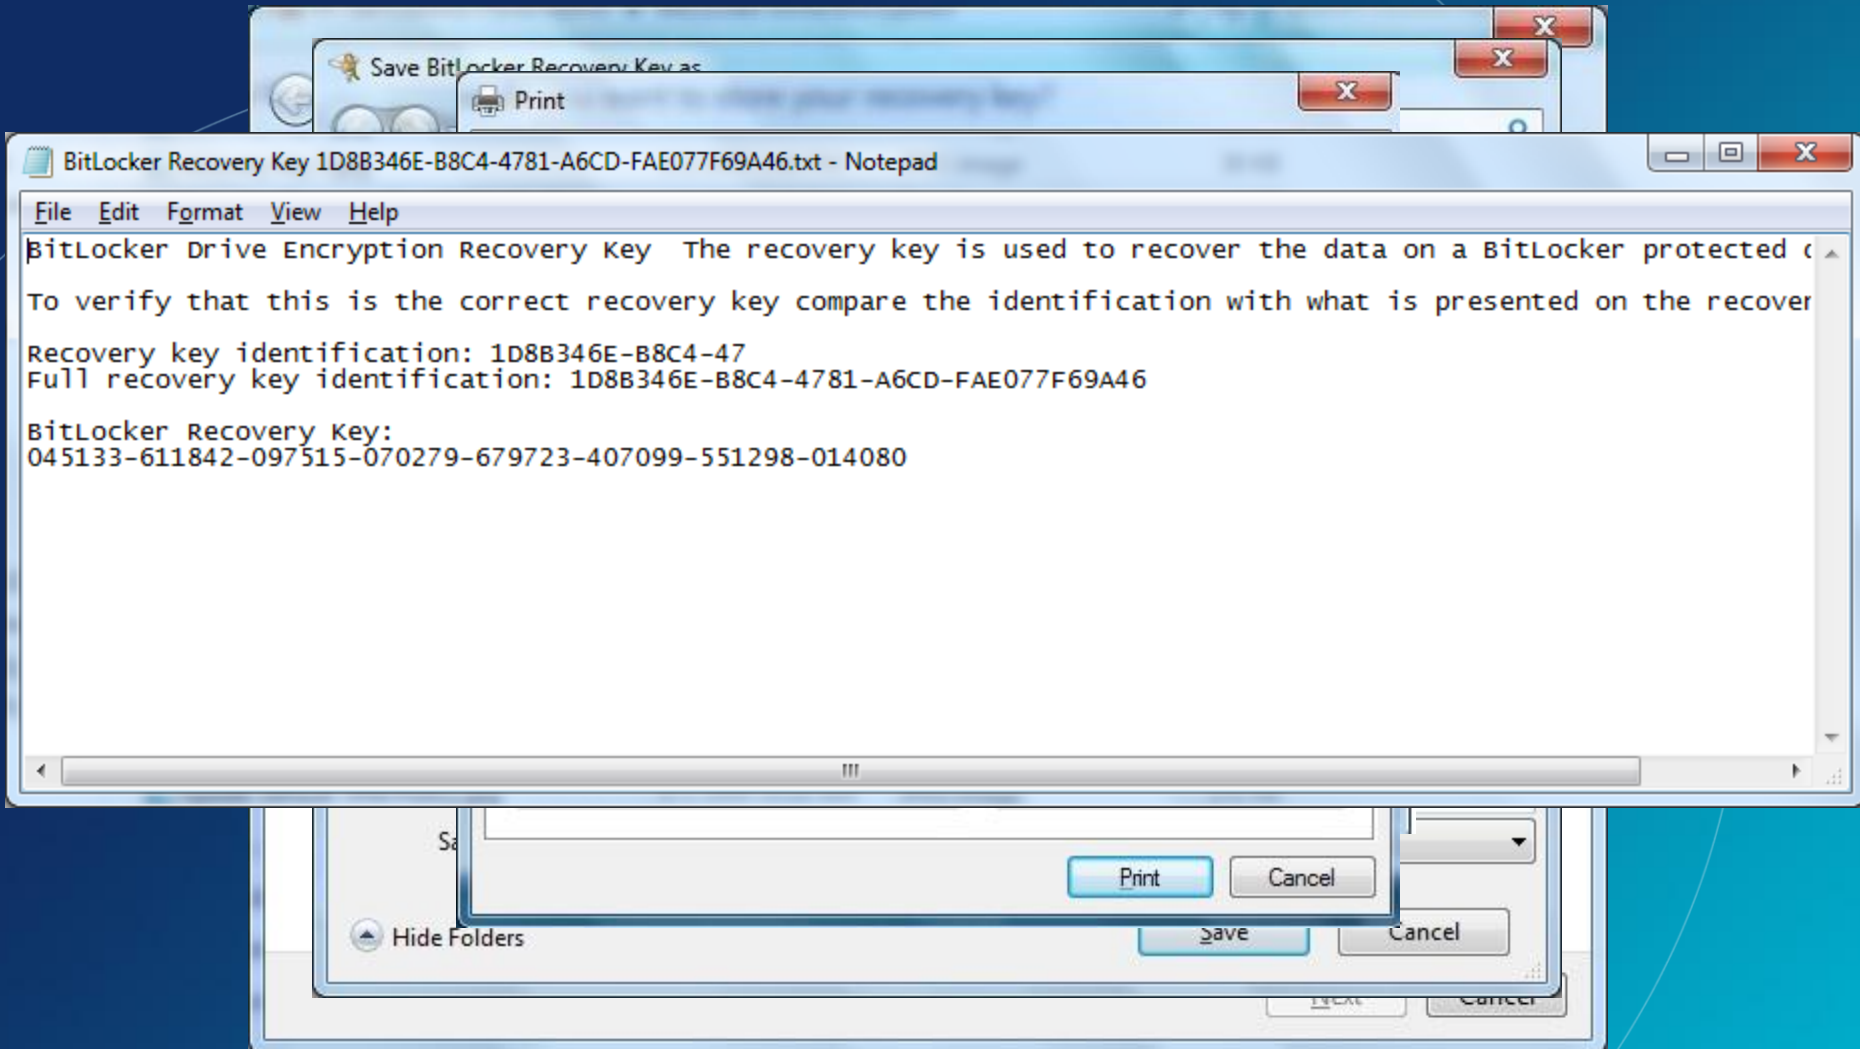 Save BitLocker Recovery Key as
Print
BitLocker Recovery Key 1D8B346E-B8C4-4781-A6CD-FAE077F69A46.txt - Notepad
File Edit Format View Help
BitLocker Drive Encryption Recovery Key  The recovery key is used to recover the data on a BitLocker protected
To verify that this is the correct recovery key compare the identification with what is presented on the recover
Recovery key identification: 1D8B346E-B8C4-47
Full recovery key identification: 1D8B346E-B8C4-4781-A6CD-FAE077F69A46
BitLocker Recovery Key:
045133-611842-097515-070279-679723-407099-551298-014080
Sa
Print Cancel
Hide Folders Save Cancel
Next Cancel